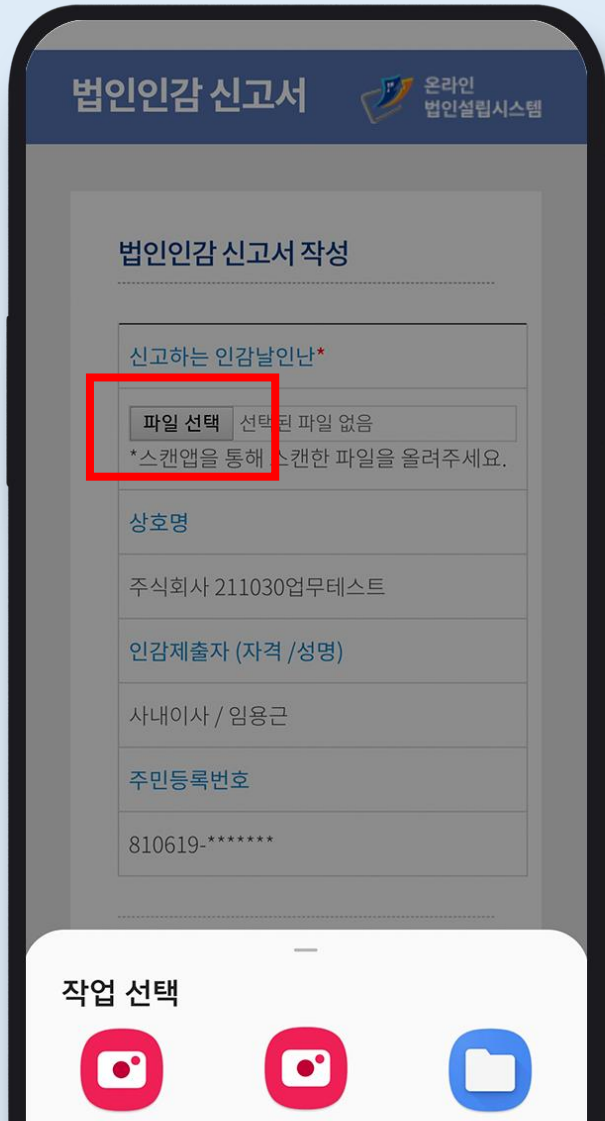 법인인감 신고서
온라인
법인설립시스템
법인인감 신고서 작성
신고하는 인감날인난*
파일 선택 선택된 파일 없음
*스캔앱을 통해 스캔한 파일을 올려주세요.
상호명
주식회사 211030업무테스트
인감제출자 (자격 /성명)
사내이사 / 임용근
주민등록번호
810619-*******
작업 선택